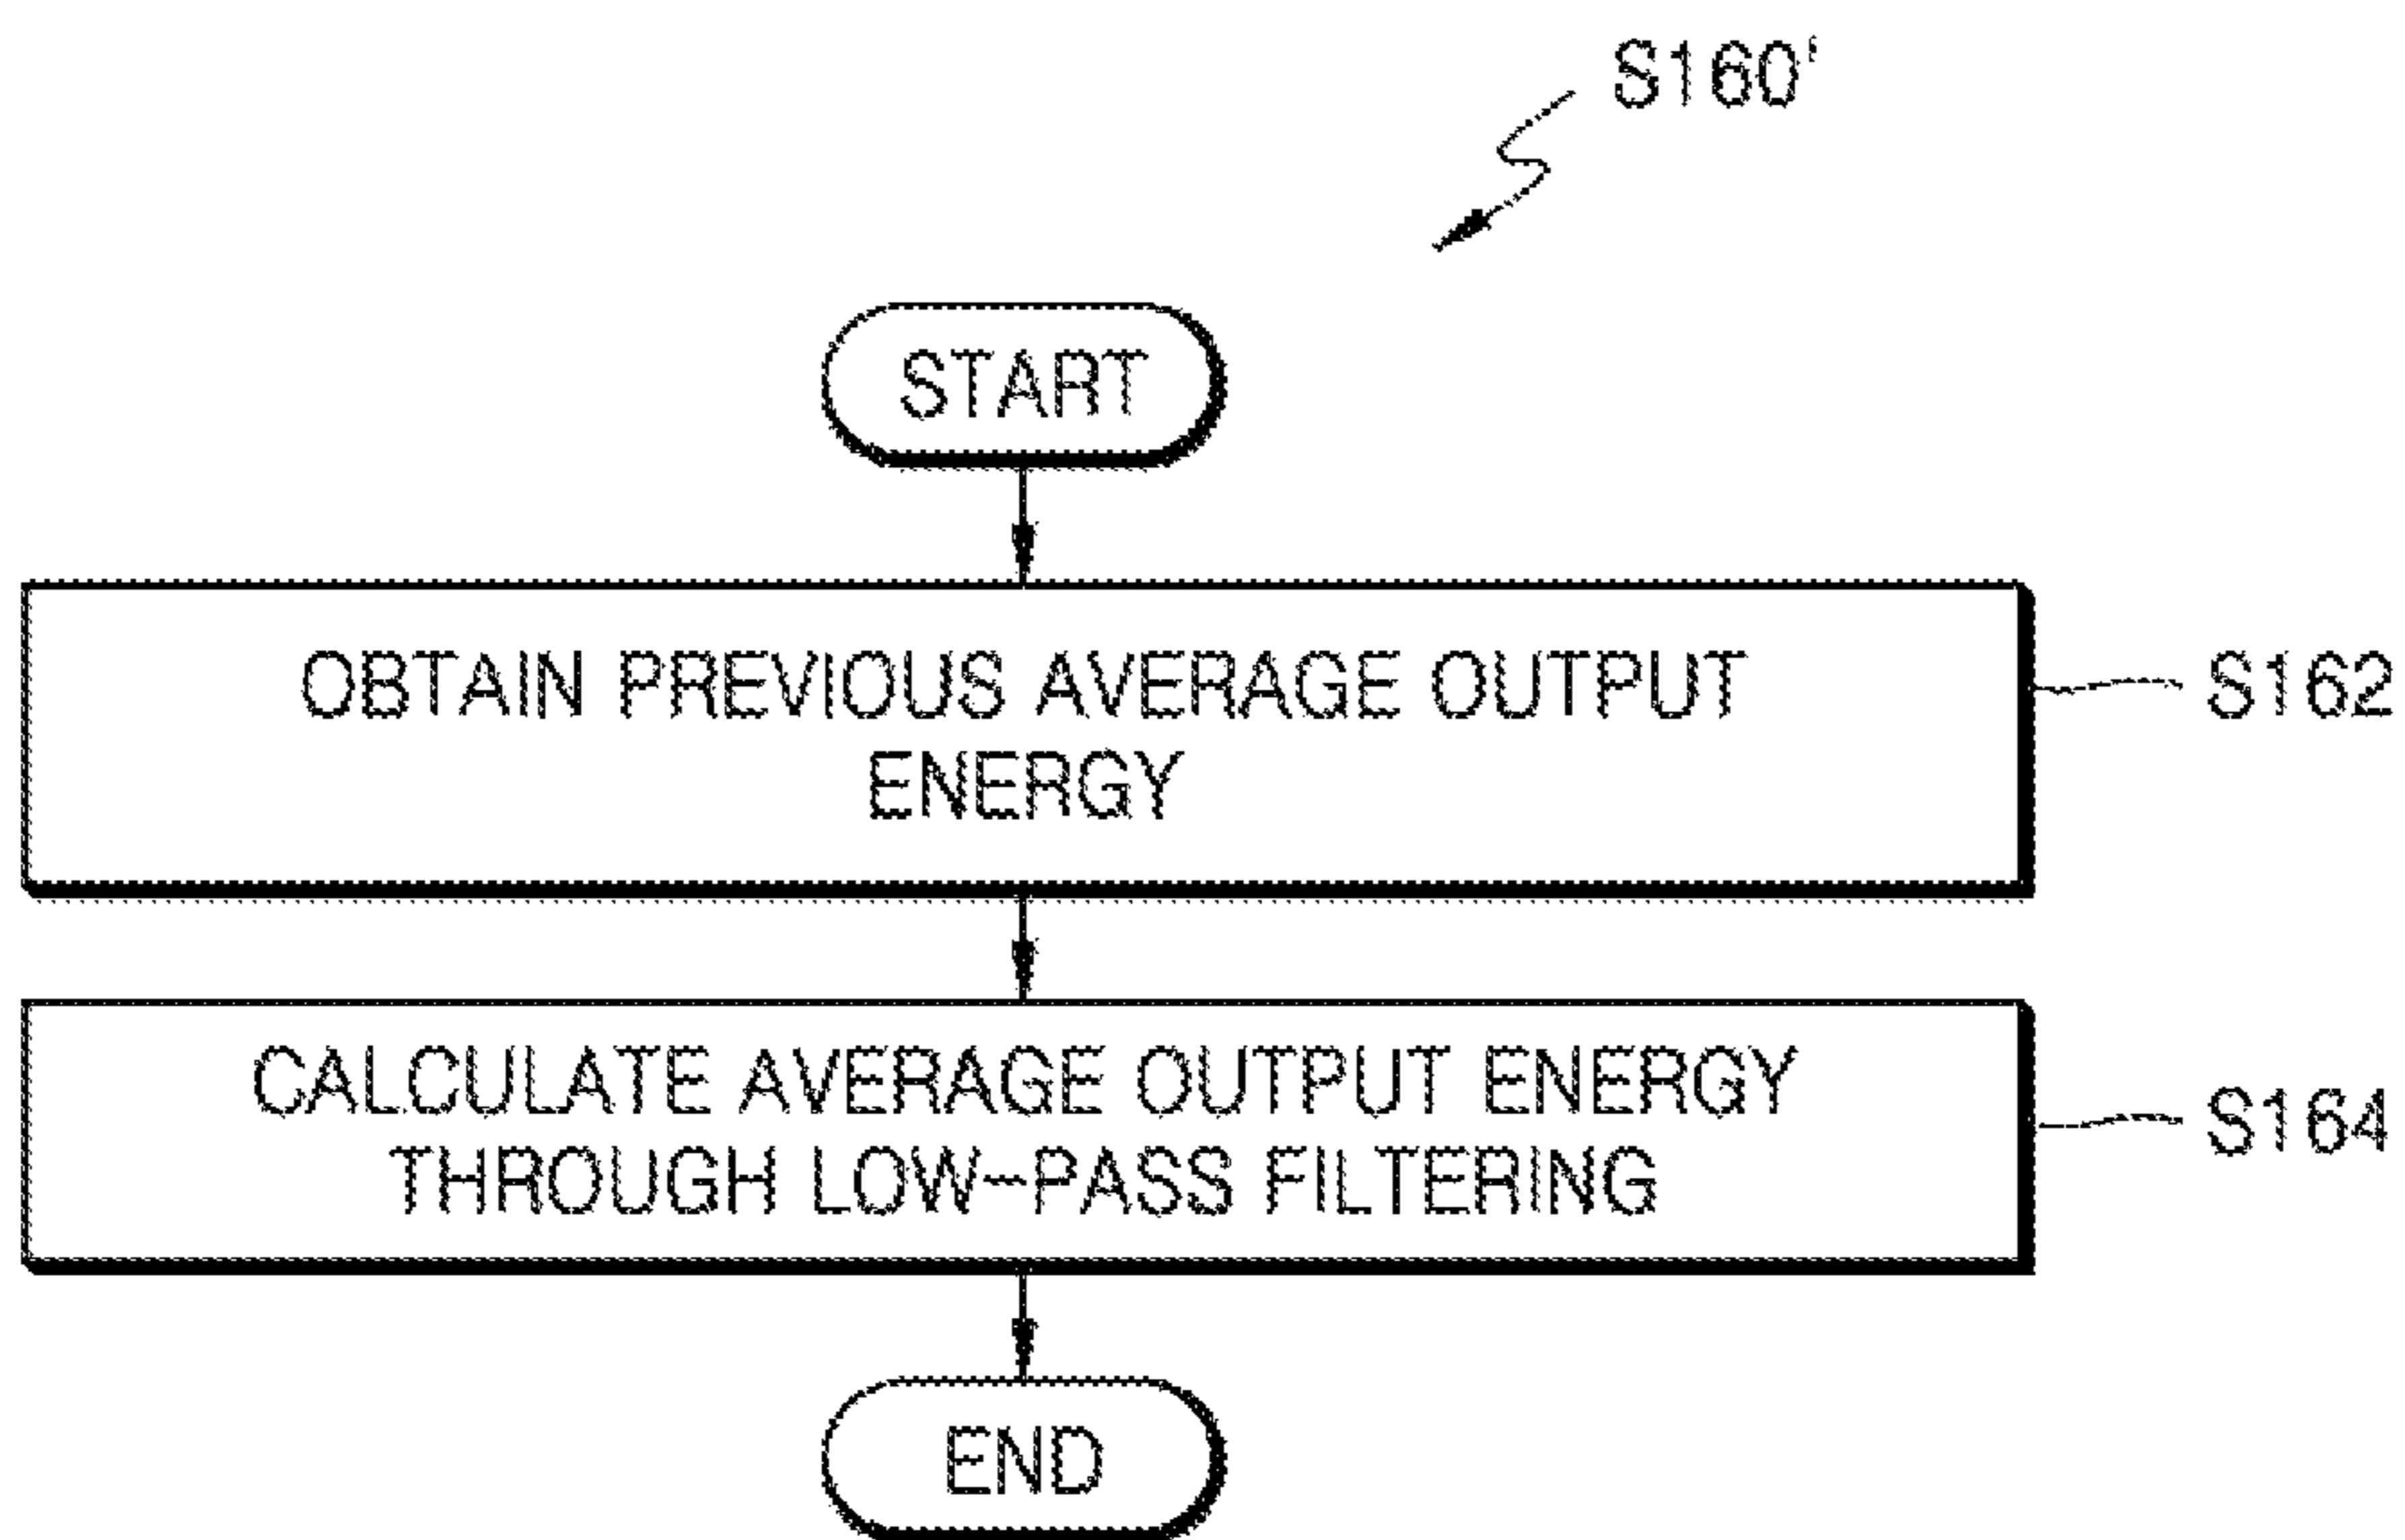 S160'
START
OBTAIN PREVIOUS AVERAGE OUTPUT
ENERGY
S162
CALCULATE AVERAGE OUTPUT ENERGY
THROUGH LOW-PASS FILTERING
S164
END